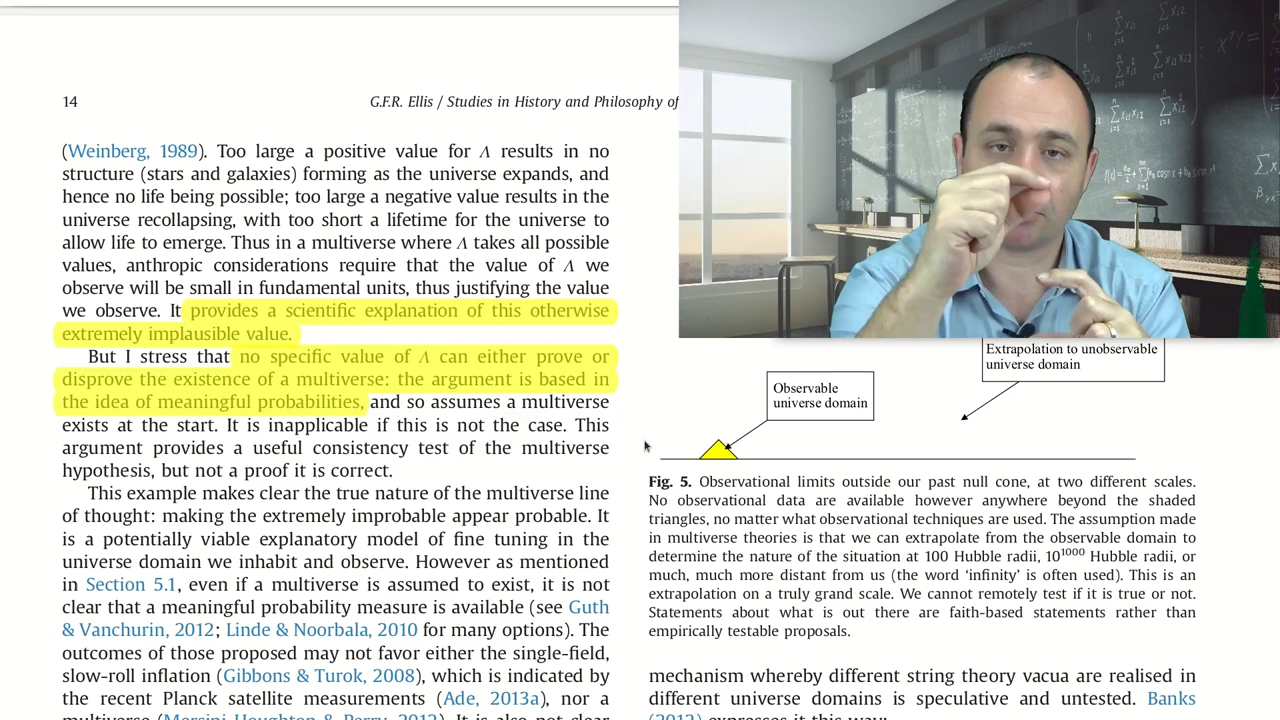 14
G.F.R. Ellis / Studies in History and Philosophy of
(Weinberg, 1989). Too large a positive value for Λ results in no
structure (stars and galaxies) forming as the universe expands, and
hence no life being possible; too large a negative value results in the
universe recollapsing, with too short a lifetime for the universe to
allow life to emerge. Thus in a multiverse where Λ takes all possible
values, anthropic considerations require that the value of Λ we
observe will be small in fundamental units, thus justifying the value
we observe. It provides a scientific explanation of this otherwise
extremely implausible value.
But I stress that no specific value of Λ can either prove or
disprove the existence of a multiverse: the argument is based in
the idea of meaningful probabilities, and so assumes a multiverse
exists at the start. It is inapplicable if this is not the case. This
argument provides a useful consistency test of the multiverse
hypothesis, but not a proof it is correct.
This example makes clear the true nature of the multiverse line
of thought: making the extremely improbable appear probable. It
is a potentially viable explanatory model of fine tuning in the
universe domain we inhabit and observe. However as mentioned
in Section 5.1, even if a multiverse is assumed to exist, it is not
clear that a meaningful probability measure is available (see Guth
& Vanchurin, 2012; Linde & Noorbala, 2010 for many options). The
outcomes of those proposed may not favor either the single-field,
slow-roll inflation (Gibbons & Turok, 2008), which is indicated by
the recent Planck satellite measurements (Ade, 2013a), nor a
multiverse (Mersini-Houghton & Perry, 2012). It is also not clear
Extrapolation to unobservable
universe domain
Observable
universe domain
Fig. 5. Observational limits outside our past null cone, at two different scales.
No observational data are available however anywhere beyond the shaded
triangles, no matter what observational techniques are used. The assumption made
in multiverse theories is that we can extrapolate from the observable domain to
determine the nature of the situation at 100 Hubble radii, 10¹⁰⁰⁰ Hubble radii, or
much, much more distant from us (the word ‘infinity’ is often used). This is an
extrapolation on a truly grand scale. We cannot remotely test if it is true or not.
Statements about what is out there are faith-based statements rather than
empirically testable proposals.
mechanism whereby different string theory vacua are realised in
different universe domains is speculative and untested. Banks
(2012) expresses it this way: